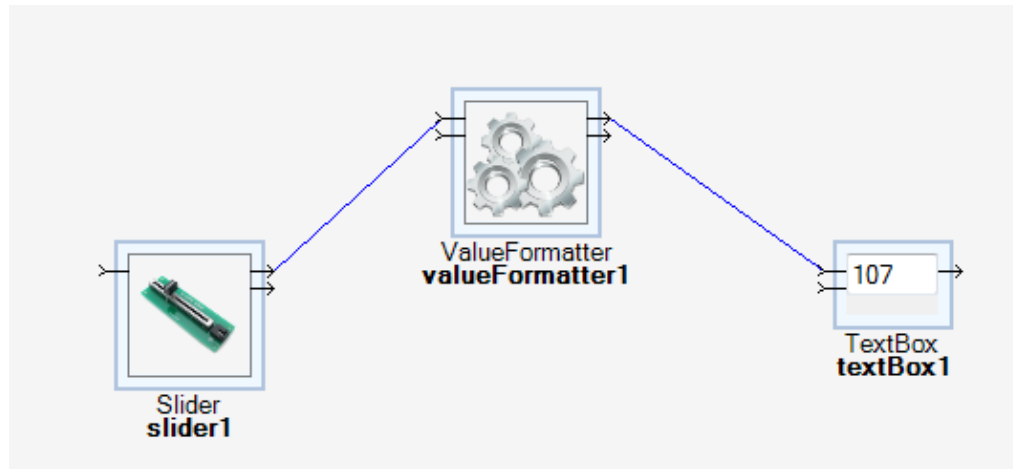 ValueFormatter
valueFormatter1
107
TextBox
textBox1
Slider
slider1